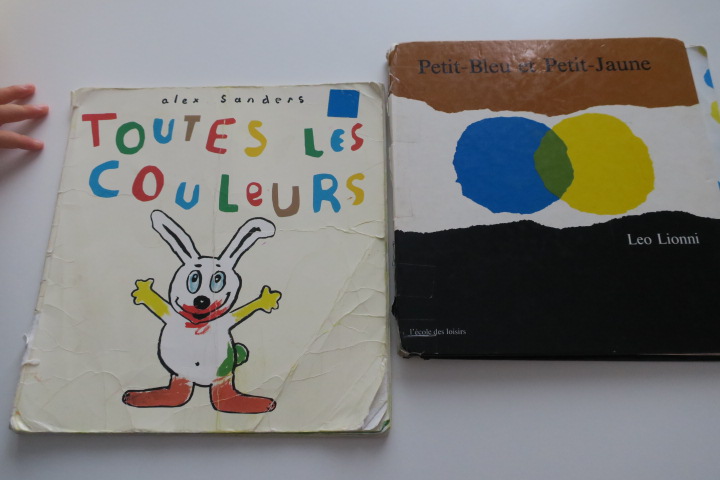 alex sanders
TOUTES LES
COULEURS
Petit-Bleu et Petit-Jaune
Leo Lionni
l'école des loisirs